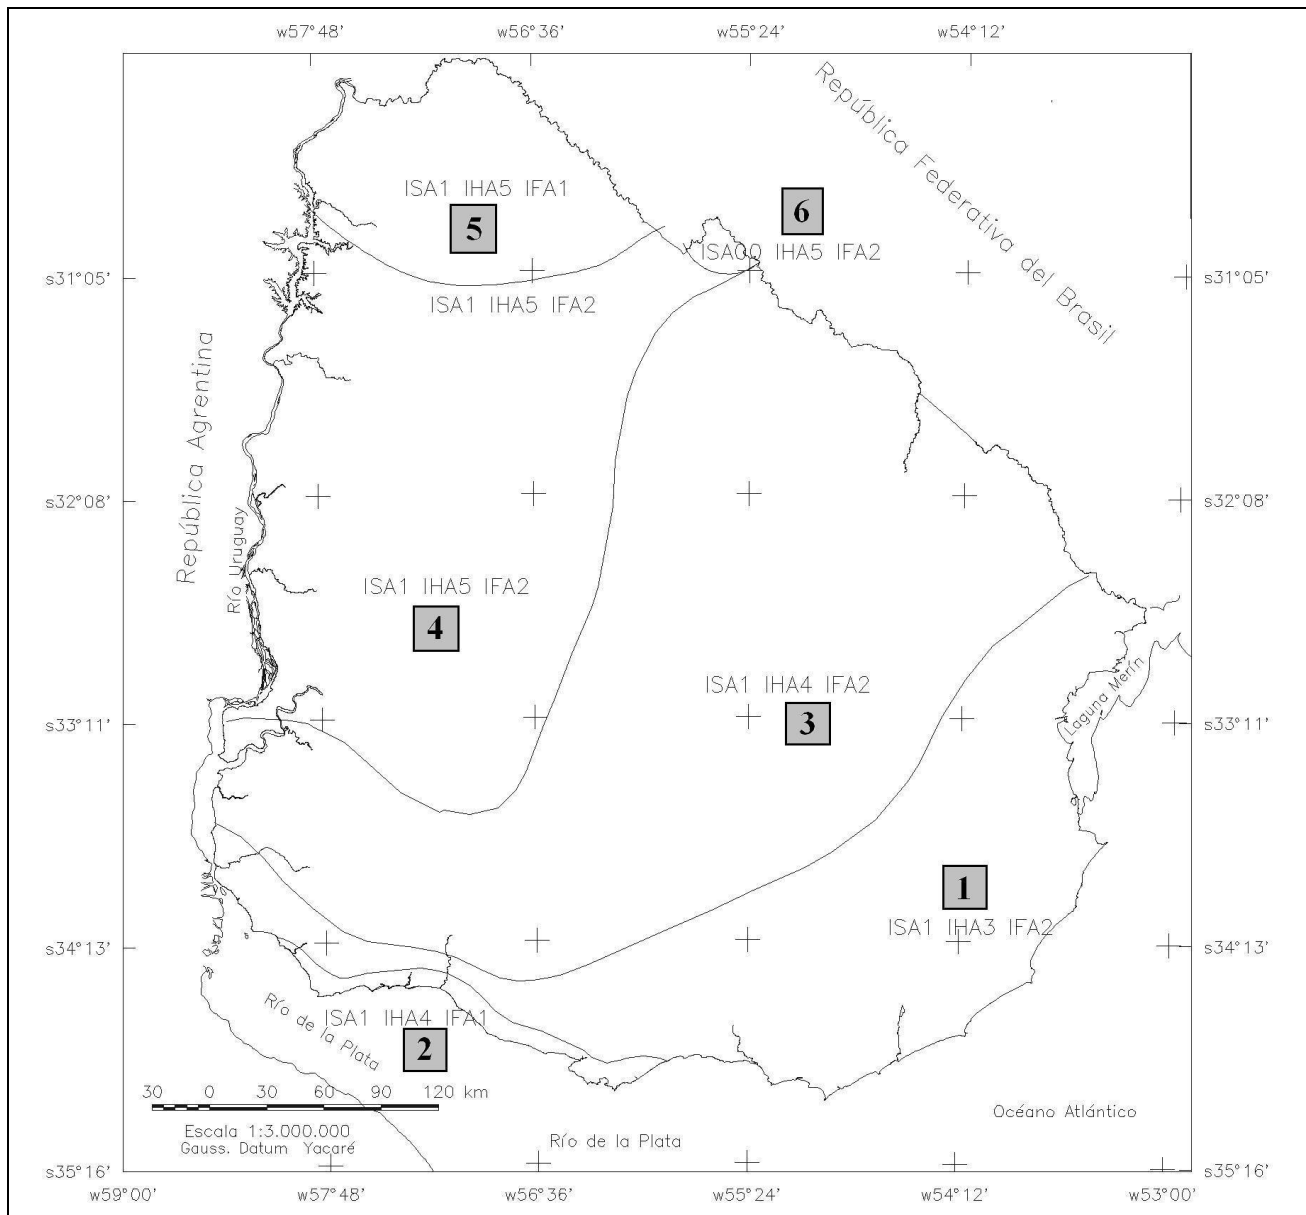 w57°48' w56°36' w55°24' w54°12'
República Federativa del Brasil
ISA1 IHA5 IFA1
5
6
ISA00 IHA5 IFA2
s31°05' s31°05'
ISA1 IHA5 IFA2
República Agrentina
s32°08' s32°08'
Río Uruguay
ISA1 IHA5 IFA2
4
ISA1 IHA4 IFA2
3
Laguna Merín
s33°11' s33°11'
1
ISA1 IHA3 IFA2
s34°13' s34°13'
Río de la Plata
ISA1 IHA4 IFA1
2
30 0 30 60 90 120 km
Escala 1:3.000.000
Gauss. Datum Yacaré
Océano Atlántico
Río de la Plata
s35°16' s35°16'
w59°00' w57°48' w56°36' w55°24' w54°12' w53°00'